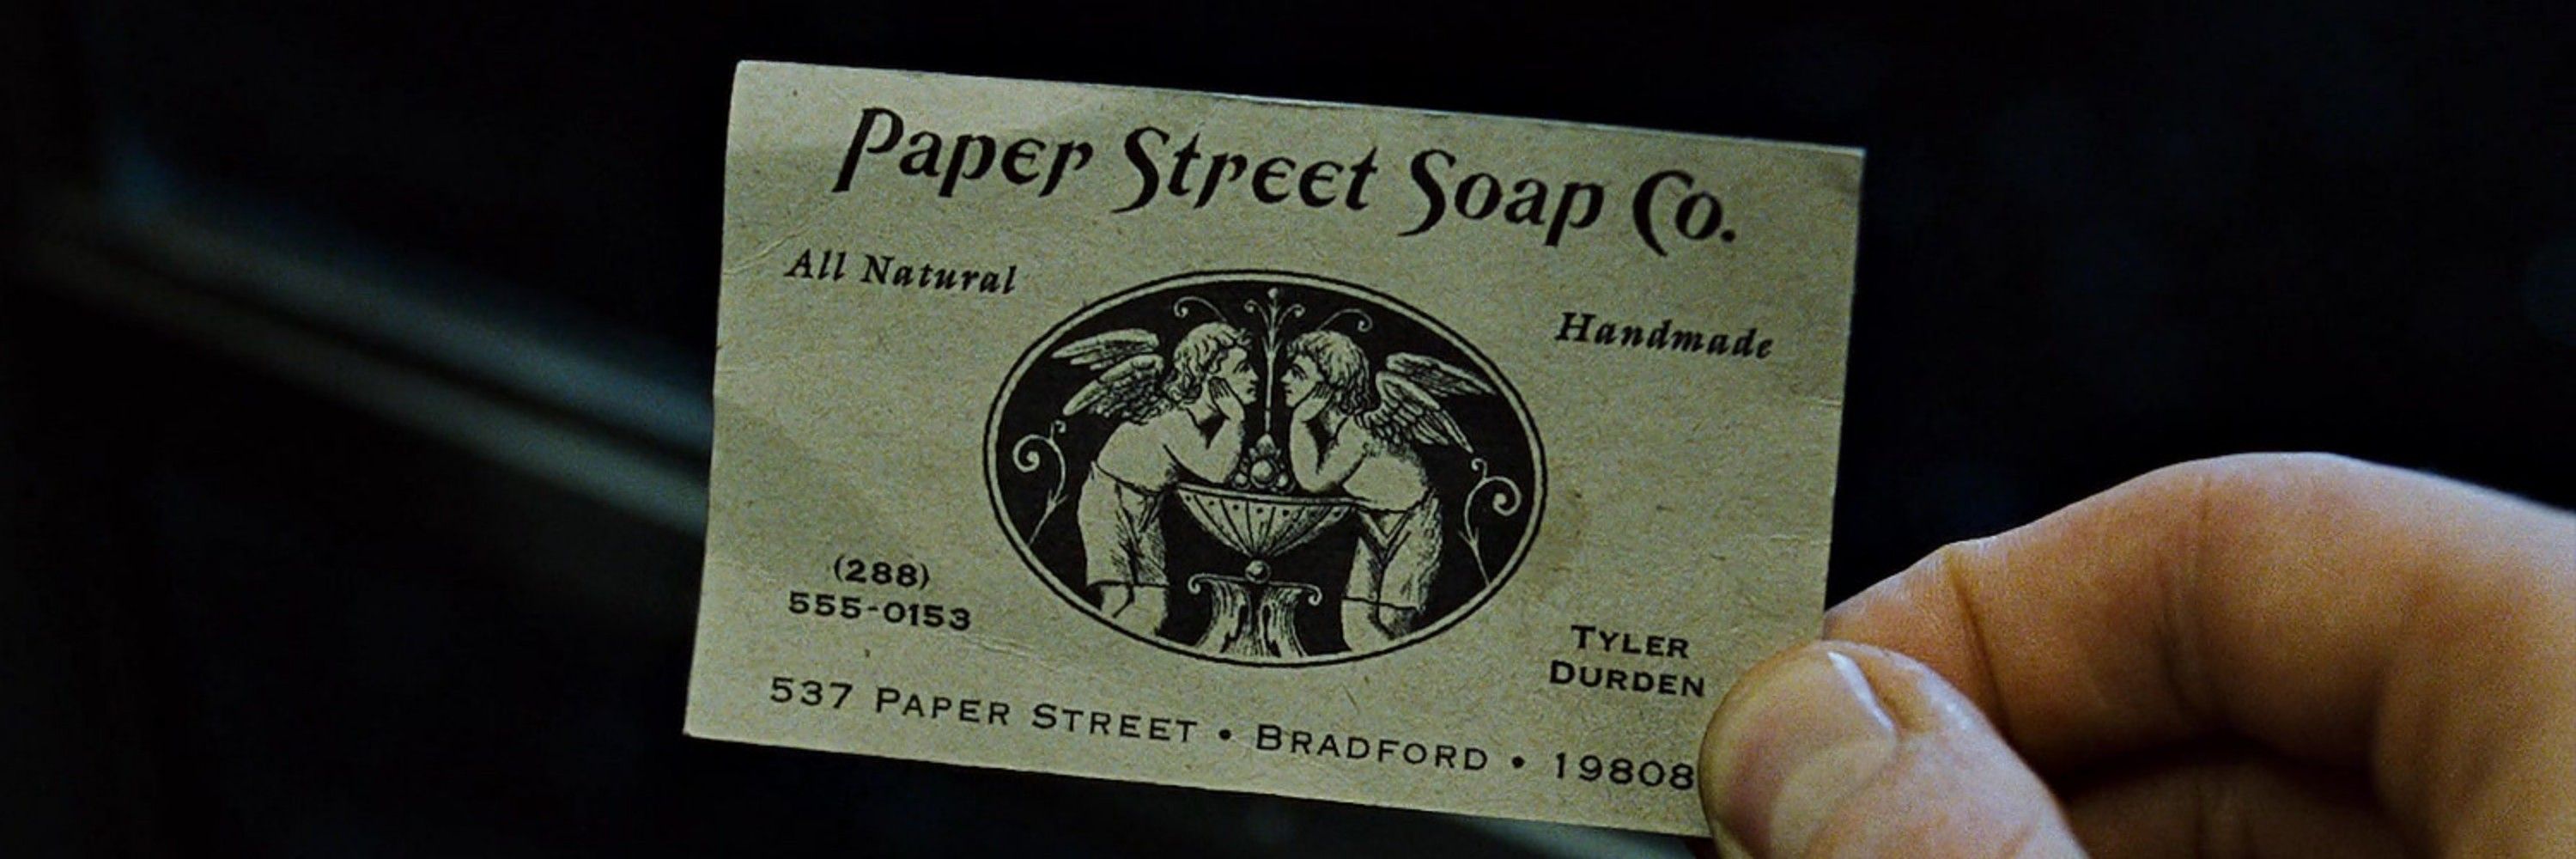 Paper Street Soap Co.
All Natural
Handmade
(288)
555-0153
TYLER
DURDEN
537 PAPER STREET • BRADFORD • 19808